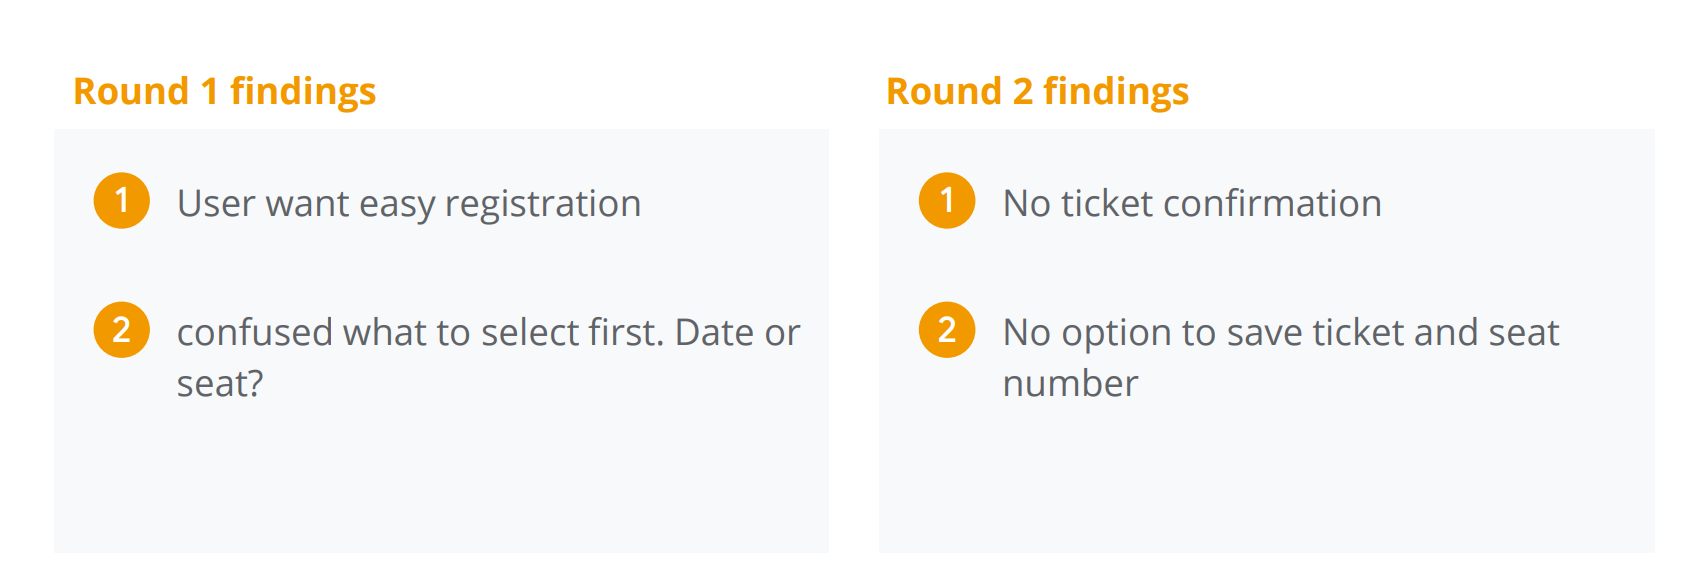 Round 1 findings
1 User want easy registration
2 confused what to select first. Date or
seat?
Round 2 findings
1 No ticket confirmation
2 No option to save ticket and seat
number